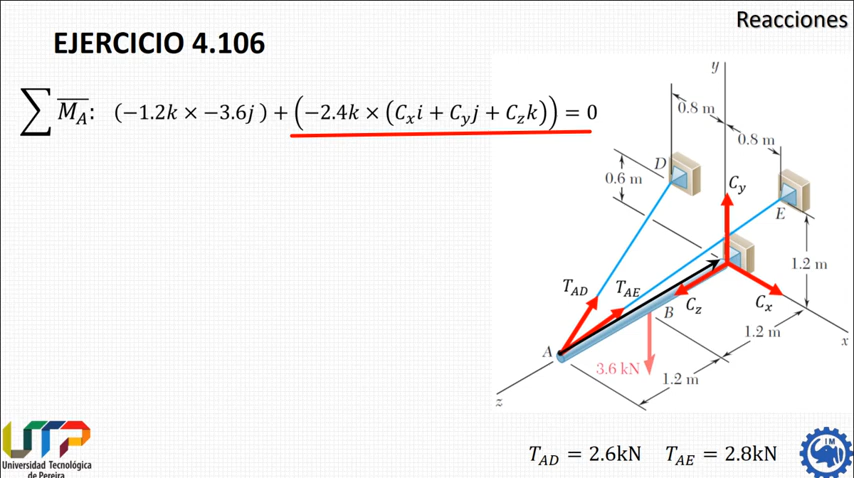 Reacciones
EJERCICIO 4.106
∑ M̅_A: (−1.2k × −3.6j) + (−2.4k × (C_x i + C_y j + C_z k)) = 0
y
0.8 m
0.8 m
D
0.6 m
C_y
E
1.2 m
T_AD
T_AE
B
C_z
C_x
1.2 m
x
A
3.6 kN
1.2 m
z
T_AD = 2.6kN T_AE = 2.8kN
UTP
Universidad Tecnológica
de Pereira
IM